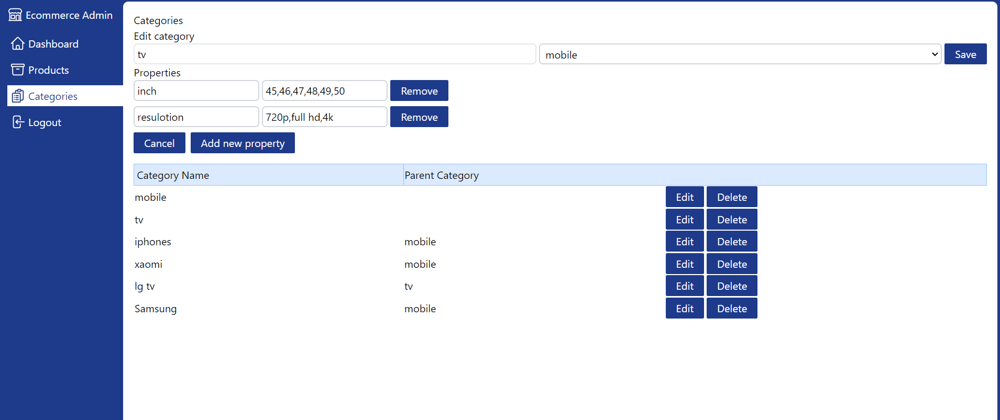 Ecommerce Admin
Dashboard
Products
Categories
Logout
Categories
Edit category
tv mobile Save
Properties
inch 45,46,47,48,49,50 Remove
resulotion 720p,full hd,4k Remove
Cancel Add new property
Category Name Parent Category
mobile Edit Delete
tv Edit Delete
iphones mobile Edit Delete
xaomi mobile Edit Delete
lg tv tv Edit Delete
Samsung mobile Edit Delete